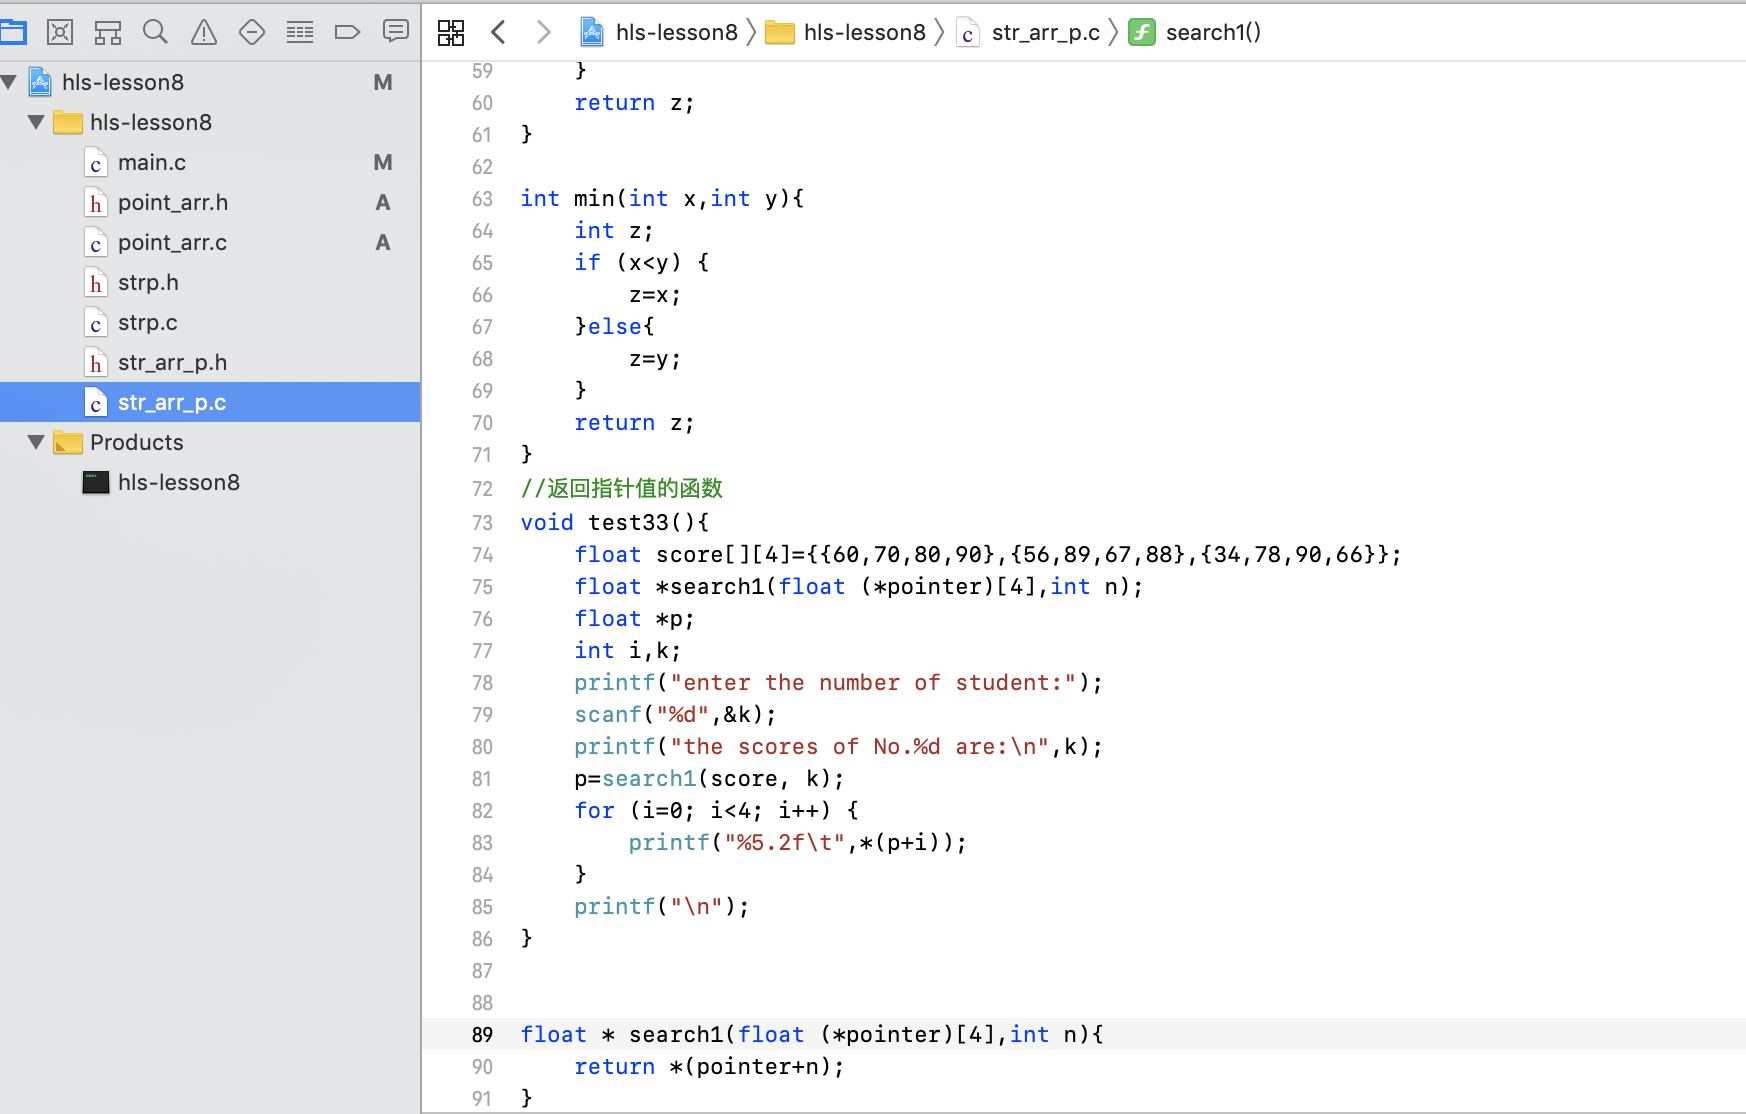 hls-lesson8 hls-lesson8 str_arr_p.c search1()
hls-lesson8 M
hls-lesson8
main.c M
point_arr.h A
point_arr.c A
strp.h
strp.c
str_arr_p.h
str_arr_p.c
Products
hls-lesson8
59 }
60 return z;
61 }
62
63 int min(int x,int y){
64 int z;
65 if (x<y) {
66 z=x;
67 }else{
68 z=y;
69 }
70 return z;
71 }
72 //返回指针值的函数
73 void test33(){
74 float score[][4]={{60,70,80,90},{56,89,67,88},{34,78,90,66}};
75 float *search1(float (*pointer)[4],int n);
76 float *p;
77 int i,k;
78 printf("enter the number of student:");
79 scanf("%d",&k);
80 printf("the scores of No.%d are:\n",k);
81 p=search1(score, k);
82 for (i=0; i<4; i++) {
83 printf("%5.2f\t",*(p+i));
84 }
85 printf("\n");
86 }
87
88
89 float * search1(float (*pointer)[4],int n){
90 return *(pointer+n);
91 }